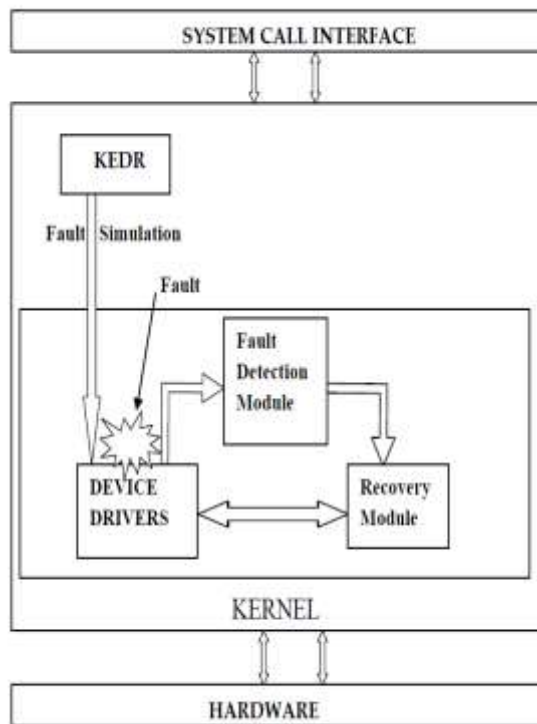 SYSTEM CALL INTERFACE
KEDR
Fault Simulation
Fault
Fault
Detection
Module
DEVICE
DRIVERS
Recovery
Module
KERNEL
HARDWARE